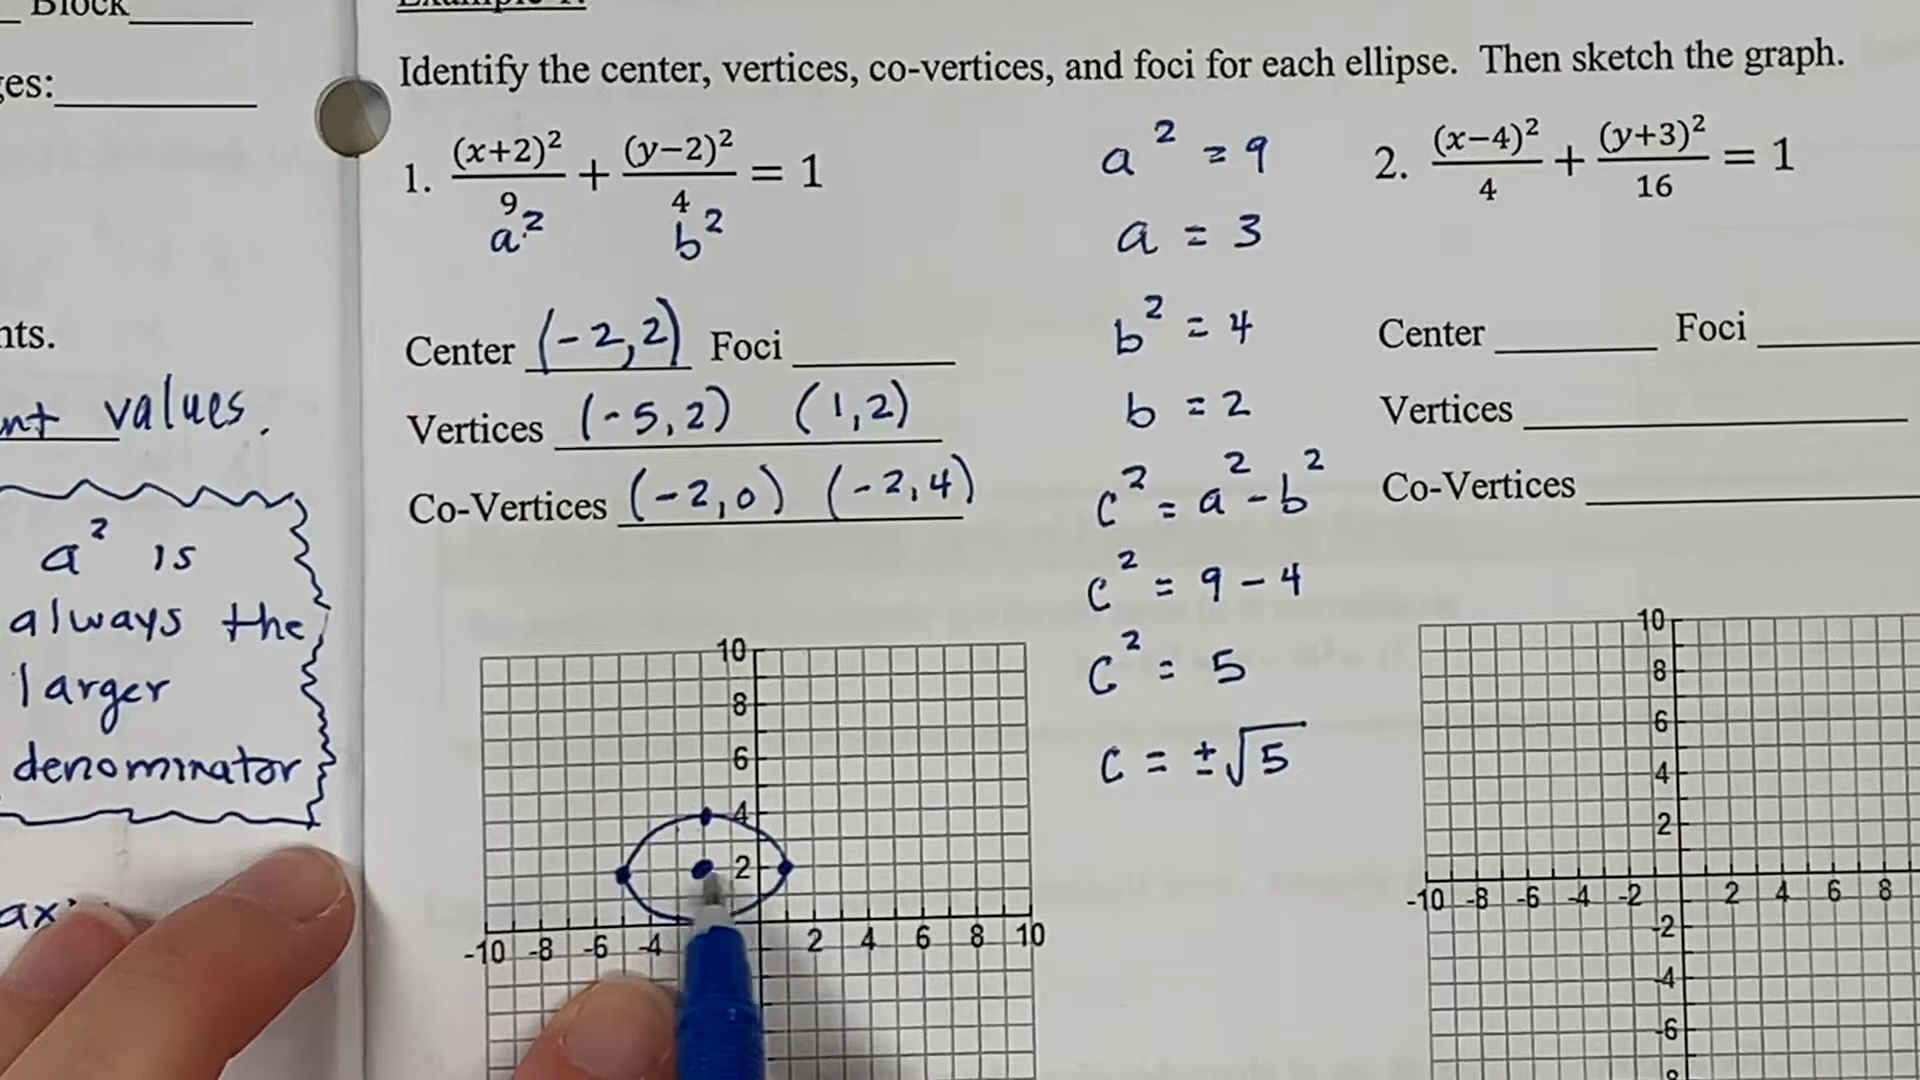 Block
Example 1:
Identify the center, vertices, co-vertices, and foci for each ellipse. Then sketch the graph.
1. (x+2)²/9 + (y−2)²/4 = 1
a² b²
Center (-2,2) Foci
Vertices (-5,2) (1,2)
Co-Vertices (-2,0) (-2,4)
10
8
6
4
2
-10 -8 -6 -4 2 4 6 8 10
a² = 9
a = 3
b² = 4
b = 2
c² = a² - b²
c² = 9 - 4
c² = 5
c = ±√5
2. (x−4)²/4 + (y+3)²/16 = 1
Center Foci
Vertices
Co-Vertices
10
8
6
4
2
-10 -8 -6 -4 -2 2 4 6 8
-2
-4
-6
values.
a² is
always the
larger
denominator